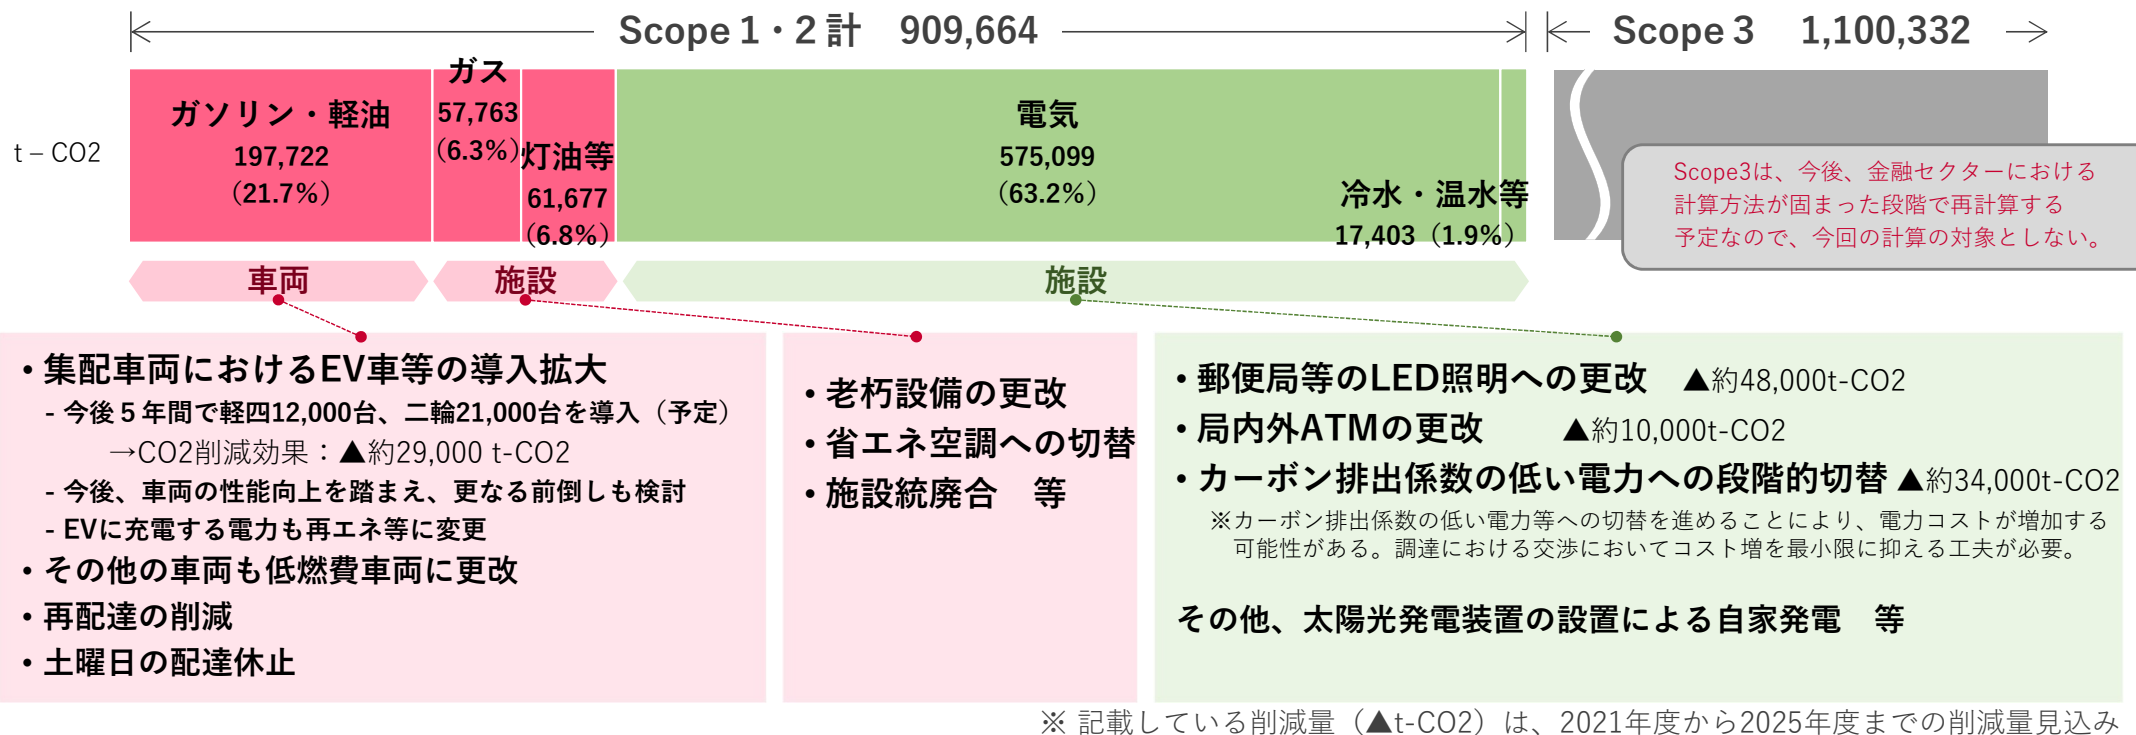 Scope 1・2 計　909,664
Scope 3　1,100,332
t – CO2
ガソリン・軽油
197,722
（21.7%）
ガス
57,763
（6.3%）
灯油等
61,677
（6.8%）
電気
575,099
（63.2%）
冷水・温水等
17,403（1.9%）
Scope3は、今後、金融セクターにおける
計算方法が固まった段階で再計算する
予定なので、今回の計算の対象としない。
車両
施設
施設
・集配車両におけるEV車等の導入拡大
- 今後５年間で軽四12,000台、二輪21,000台を導入（予定）
→CO2削減効果：▲約29,000 t-CO2
- 今後、車両の性能向上を踏まえ、更なる前倒しも検討
- EVに充電する電力も再エネ等に変更
・その他の車両も低燃費車両に更改
・再配達の削減
・土曜日の配達休止
・老朽設備の更改
・省エネ空調への切替
・施設統廃合　等
・郵便局等のLED照明への更改　▲約48,000t-CO2
・局内外ATMの更改　▲約10,000t-CO2
・カーボン排出係数の低い電力への段階的切替 ▲約34,000t-CO2
※カーボン排出係数の低い電力等への切替を進めることにより、電力コストが増加する
可能性がある。調達における交渉においてコスト増を最小限に抑える工夫が必要。
その他、太陽光発電装置の設置による自家発電　等
※ 記載している削減量（▲t-CO2）は、2021年度から2025年度までの削減量見込み